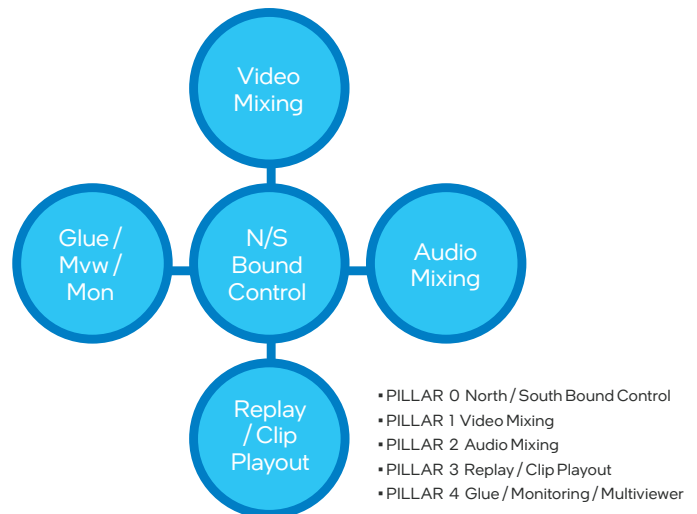 Video
Mixing
Glue /
Mvw /
Mon
N/S
Bound
Control
Audio
Mixing
Replay
/ Clip
Playout
▪ PILLAR 0 North / South Bound Control
▪ PILLAR 1 Video Mixing
▪ PILLAR 2 Audio Mixing
▪ PILLAR 3 Replay / Clip Playout
▪ PILLAR 4 Glue / Monitoring / Multiviewer